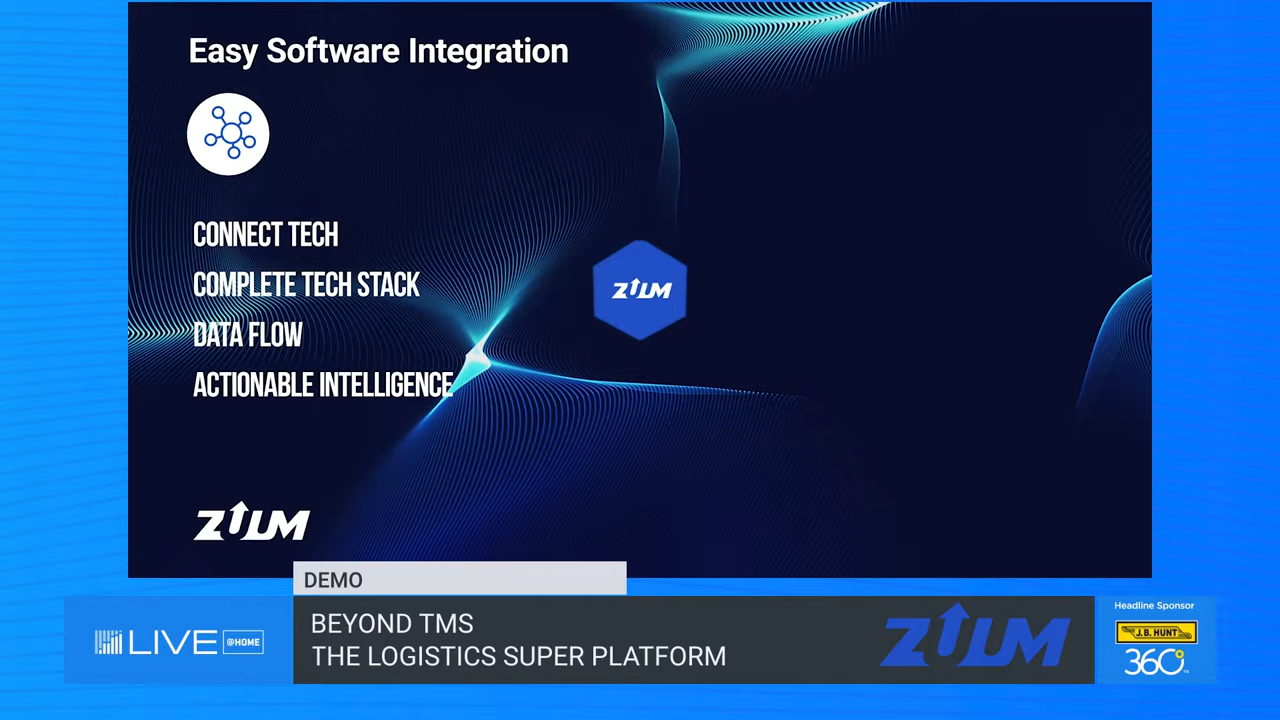 Easy Software Integration
CONNECT TECH
COMPLETE TECH STACK
DATA FLOW
ACTIONABLE INTELLIGENCE
ZUUM
ZUUM
DEMO
BEYOND TMS
THE LOGISTICS SUPER PLATFORM
ZUUM
LIVE @HOME
Headline Sponsor
J.B. HUNT
360